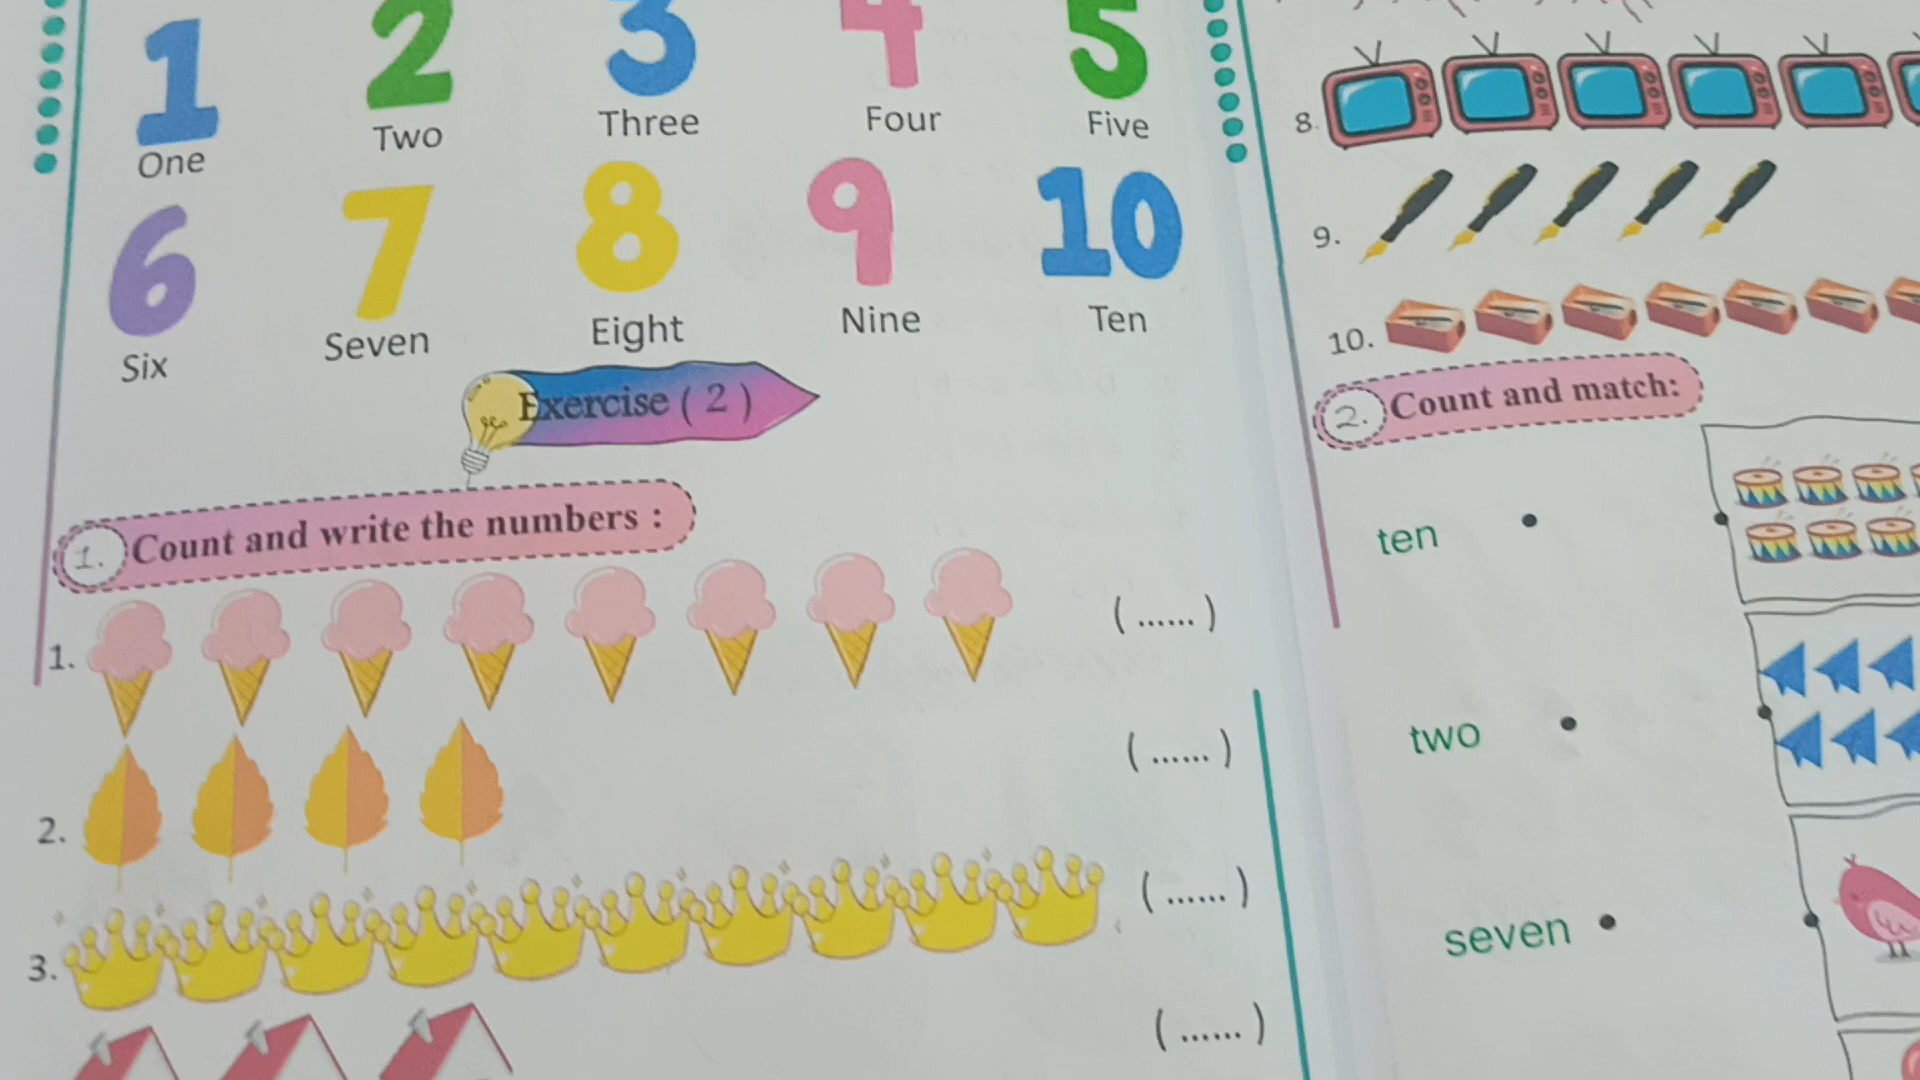 1 2 3 4 5
One Two Three Four Five
6 7 8 9 10
Six Seven Eight Nine Ten
Exercise ( 2 )
1. Count and write the numbers :
1. ( ...... )
2. ( ...... )
3. ( ...... )
( ...... )
8.
9.
10.
2. Count and match:
ten
two
seven